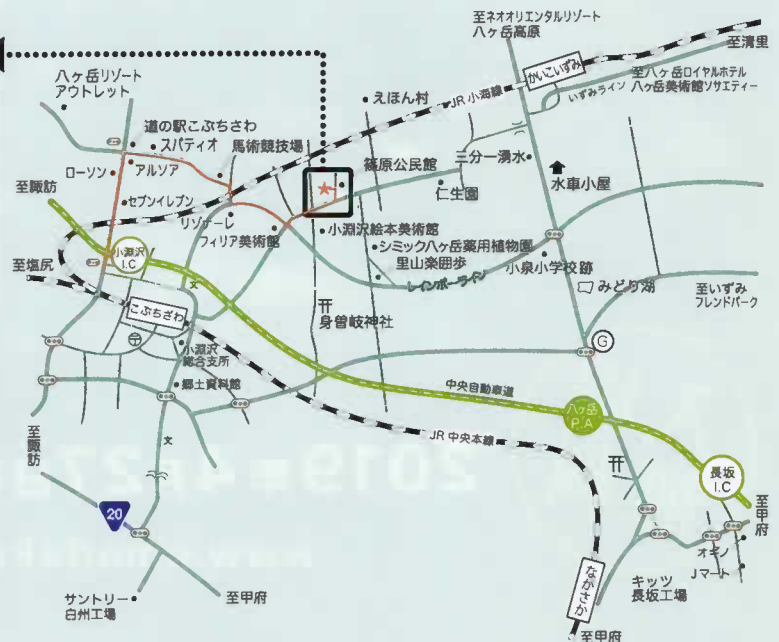 至ネオオリエンタルリゾート
八ヶ岳高原
至清里
かいこいずみ
至八ヶ岳ロイヤルホテル
八ヶ岳美術館ソサエティー
いずみライン
JR 小海線
八ヶ岳リゾート
アウトレット
えほん村
道の駅こぶちさわ
スパティオ
馬術競技場
アルソア
ローソン
篠原公民館
三分一湧水
仁生園
水車小屋
至諏訪
セブンイレブン
リゾナーレ
フィリア美術館
小淵沢絵本美術館
シミック八ヶ岳薬用植物園
里山楽囲歩
小泉小学校跡
レインボーライン
みどり湖
至いずみ
フレンドパーク
小淵沢
I.C
至塩尻
こぶちざわ
文
身曽岐神社
G
小淵沢
総合支所
郷土資料館
中央自動車道
八ヶ岳
P.A
JR 中央本線
文
至諏訪
長坂
I.C
至甲府
20
オギノ
Jマート
キッツ
長坂工場
ながさか
サントリー
白州工場
至甲府
至甲府